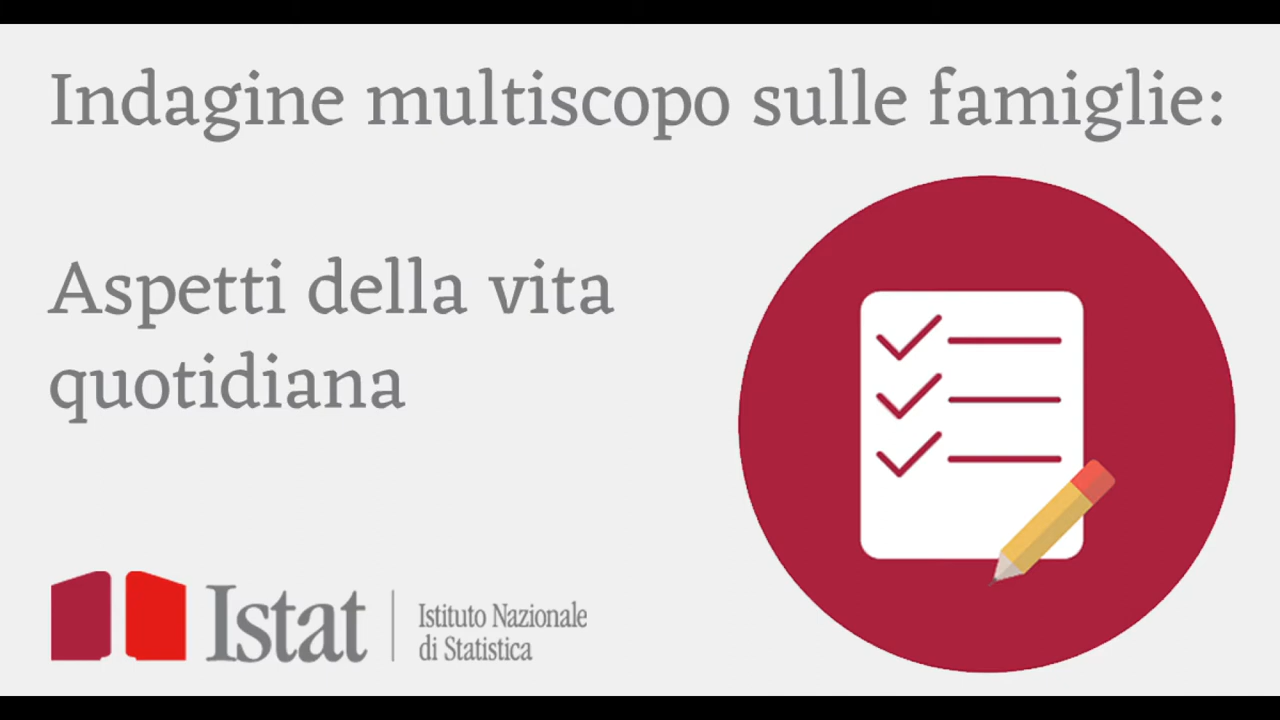 Indagine multiscopo sulle famiglie:
Aspetti della vita
quotidiana
Istat
Istituto Nazionale
di Statistica